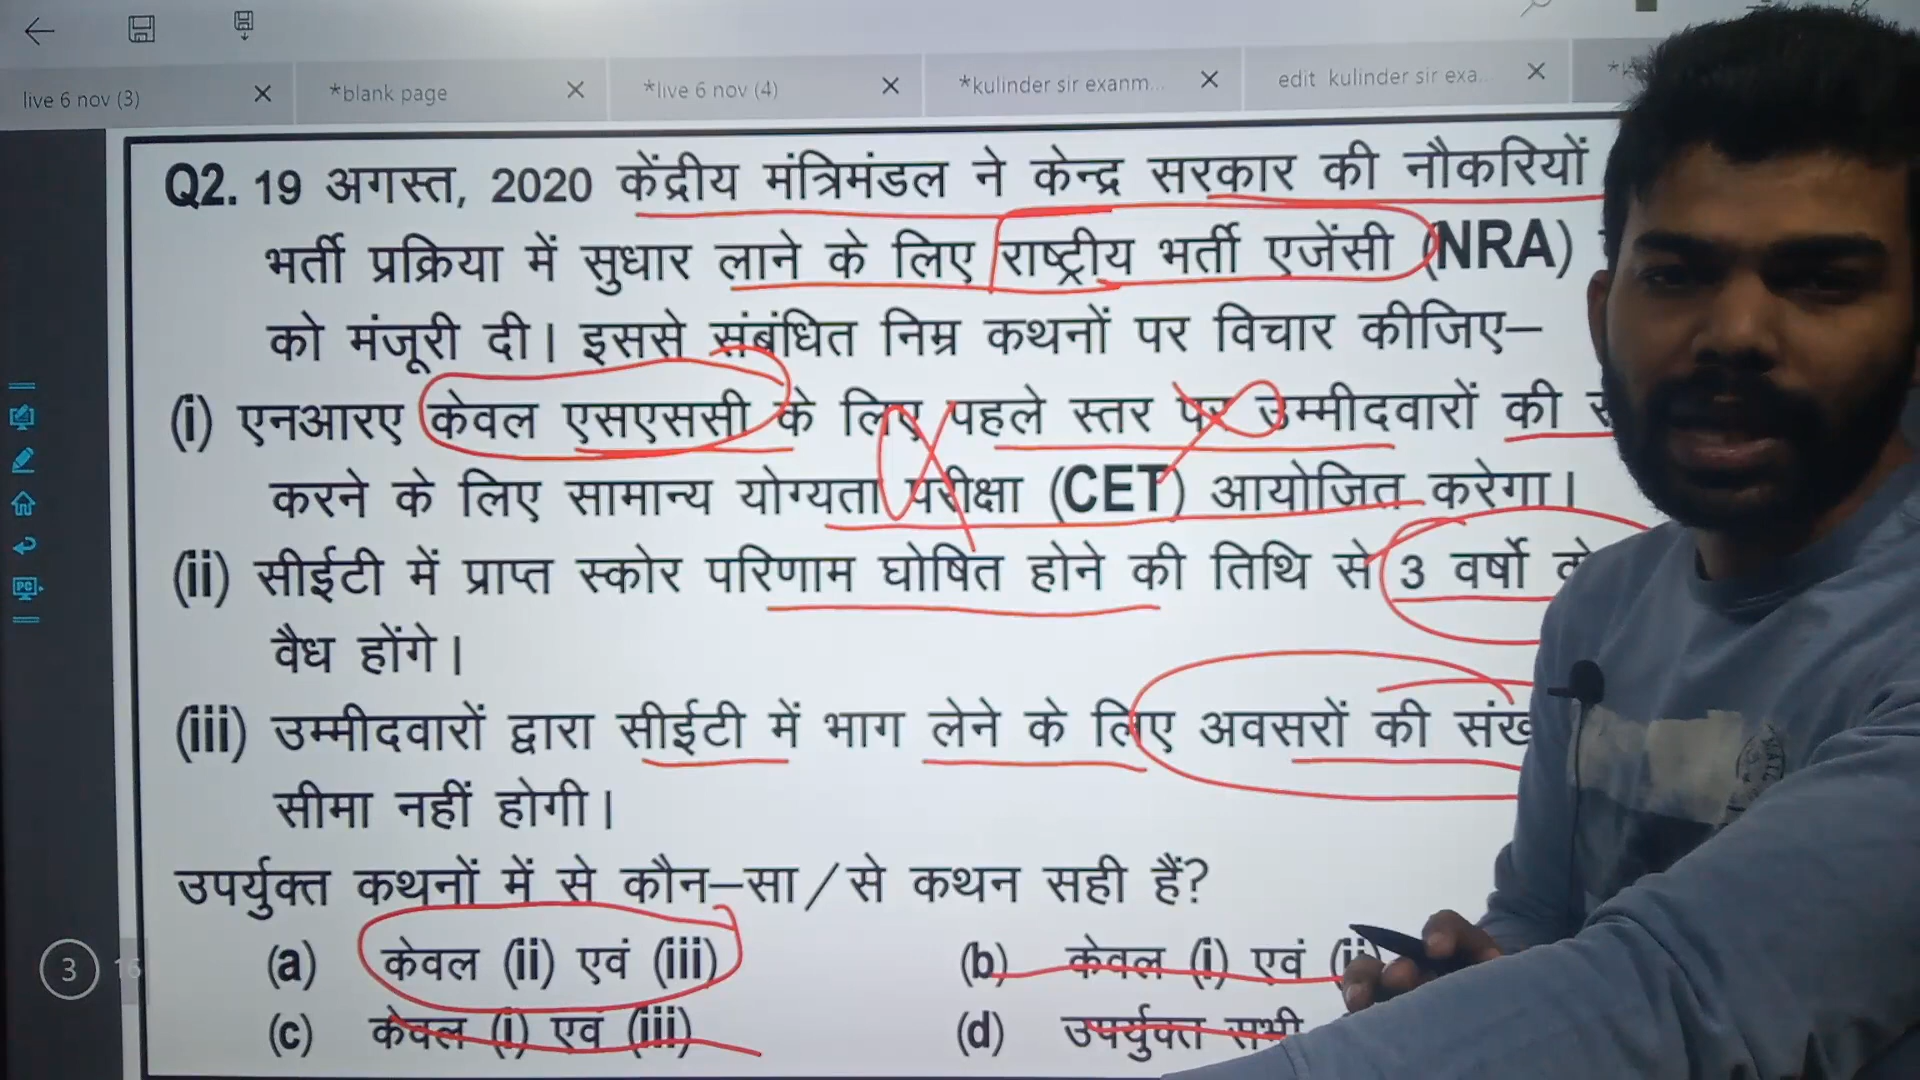 live 6 nov (3)
*blank page
*live 6 nov (4)
*kulinder sir exanm...
edit kulinder sir exa...
Q2. 19 अगस्त, 2020 केंद्रीय मंत्रिमंडल ने केन्द्र सरकार की नौकरियों
भर्ती प्रक्रिया में सुधार लाने के लिए राष्ट्रीय भर्ती एजेंसी (NRA)
को मंजूरी दी। इससे संबंधित निम्न कथनों पर विचार कीजिए–
(i) एनआरए केवल एसएससी के लिए पहले स्तर पर उम्मीदवारों की
करने के लिए सामान्य योग्यता परीक्षा (CET) आयोजित करेगा।
(ii) सीईटी में प्राप्त स्कोर परिणाम घोषित होने की तिथि से 3 वर्षो
वैध होंगे।
(iii) उम्मीदवारों द्वारा सीईटी में भाग लेने के लिए अवसरों की
सीमा नहीं होगी।
उपर्युक्त कथनों में से कौन–सा/से कथन सही हैं?
(a) केवल (ii) एवं (iii)
(b) केवल (i) एवं
(c) केवल (i) एवं (iii)
(d) उपर्युक्त सभी
3
16